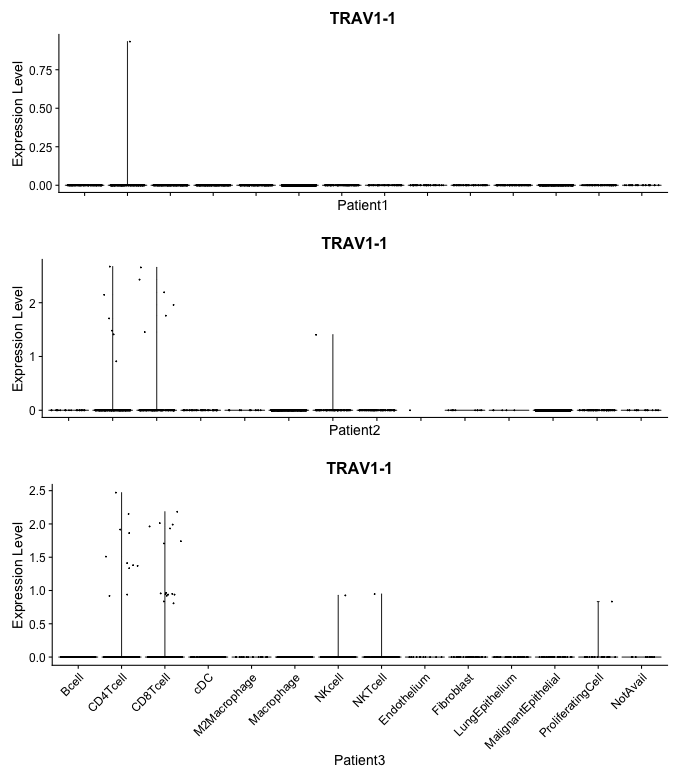 TRAV1-1
Expression Level
0.75
0.50
0.25
0.00
Patient1
TRAV1-1
Expression Level
2
1
0
Patient2
TRAV1-1
Expression Level
2.5
2.0
1.5
1.0
0.5
0.0
Bcell
CD4Tcell
CD8Tcell
cDC
M2Macrophage
Macrophage
NKcell
NKTcell
Endothelium
Fibroblast
LungEpithelium
MalignantEpithelial
ProliferatingCell
NotAvail
Patient3